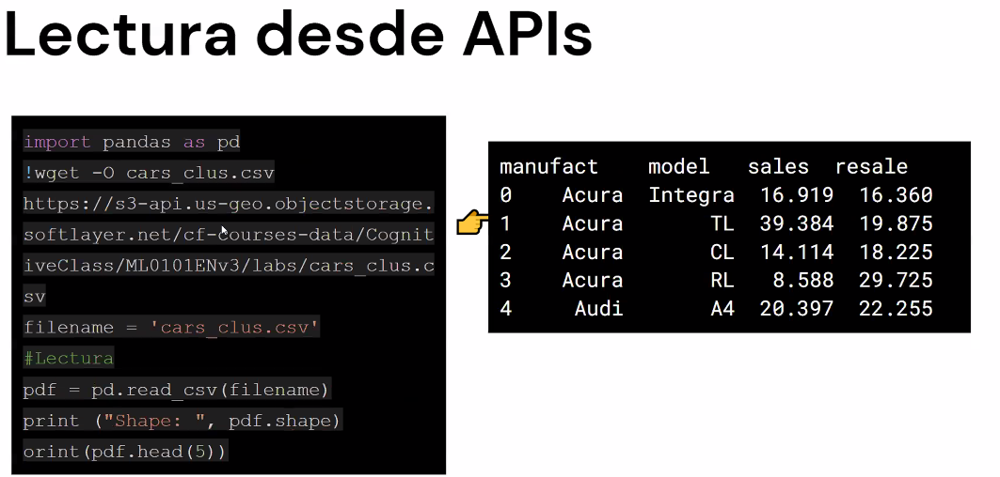 Lectura desde APIs
import pandas as pd
!wget -O cars_clus.csv
https://s3-api.us-geo.objectstorage.
softlayer.net/cf-courses-data/Cognit
iveClass/ML0101ENv3/labs/cars_clus.c
sv
filename = 'cars_clus.csv'
#Lectura
pdf = pd.read_csv(filename)
print ("Shape: ", pdf.shape)
orint(pdf.head(5))
manufact model sales resale
0 Acura Integra 16.919 16.360
1 Acura TL 39.384 19.875
2 Acura CL 14.114 18.225
3 Acura RL 8.588 29.725
4 Audi A4 20.397 22.255